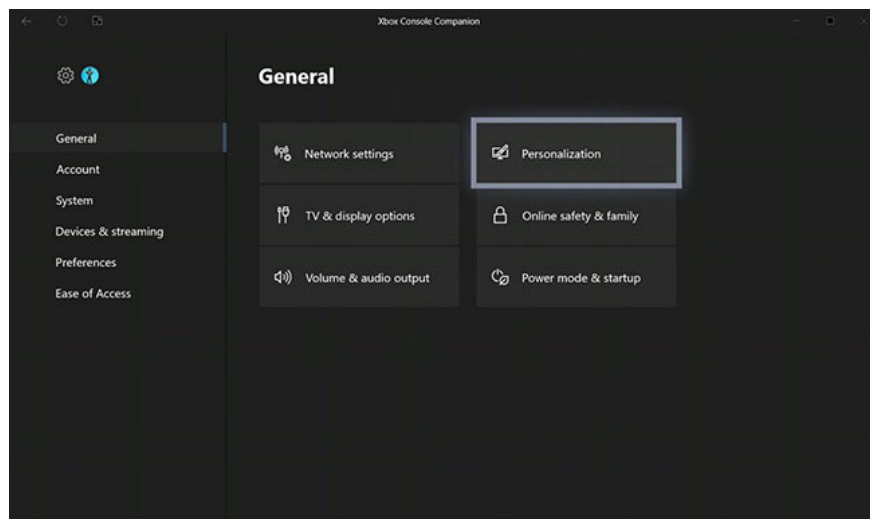 Xbox Console Companion
General
General
Account
System
Devices & streaming
Preferences
Ease of Access
Network settings
Personalization
TV & display options
Online safety & family
Volume & audio output
Power mode & startup